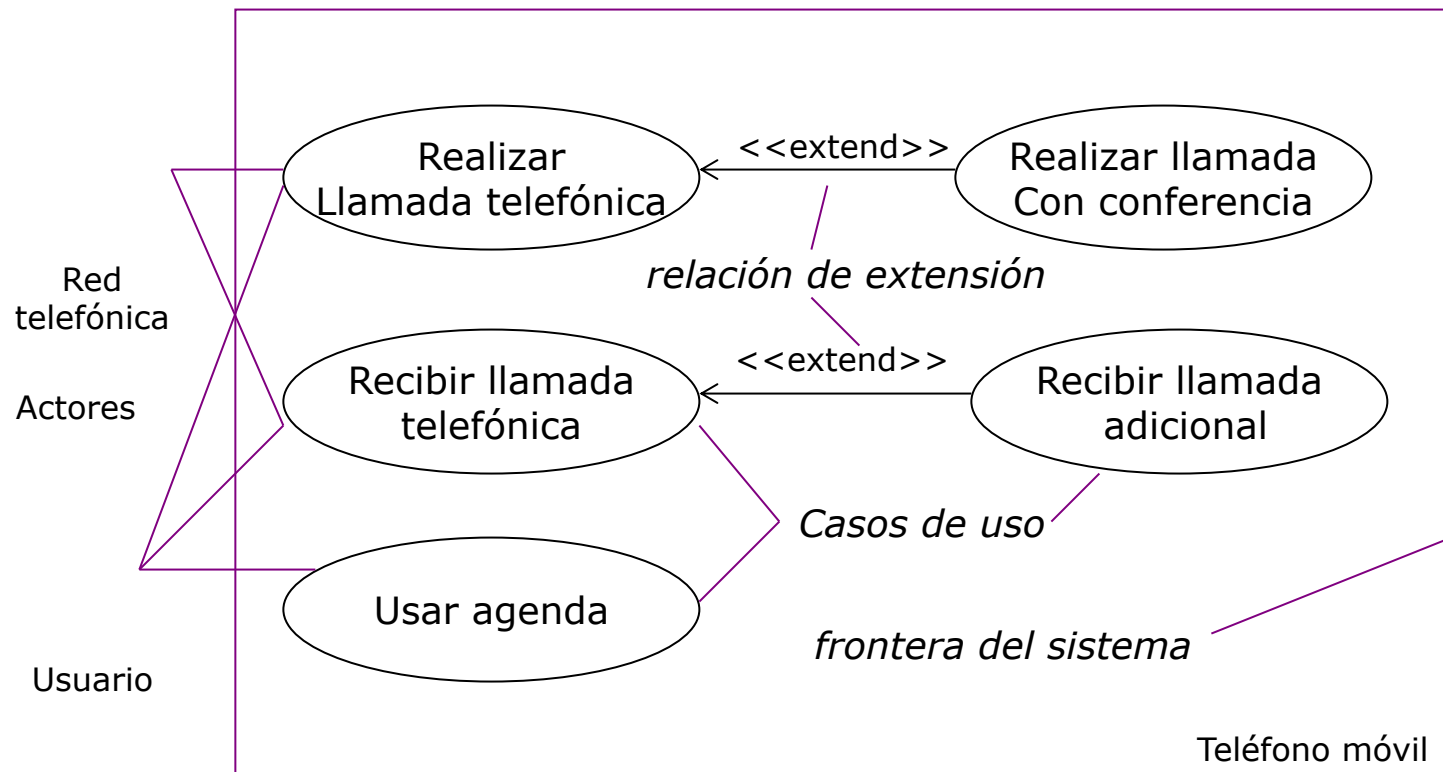 Realizar
Llamada telefónica
<<extend>>
Realizar llamada
Con conferencia
Red
telefónica
relación de extensión
Actores
Recibir llamada
telefónica
<<extend>>
Recibir llamada
adicional
Casos de uso
Usar agenda
frontera del sistema
Usuario
Teléfono móvil